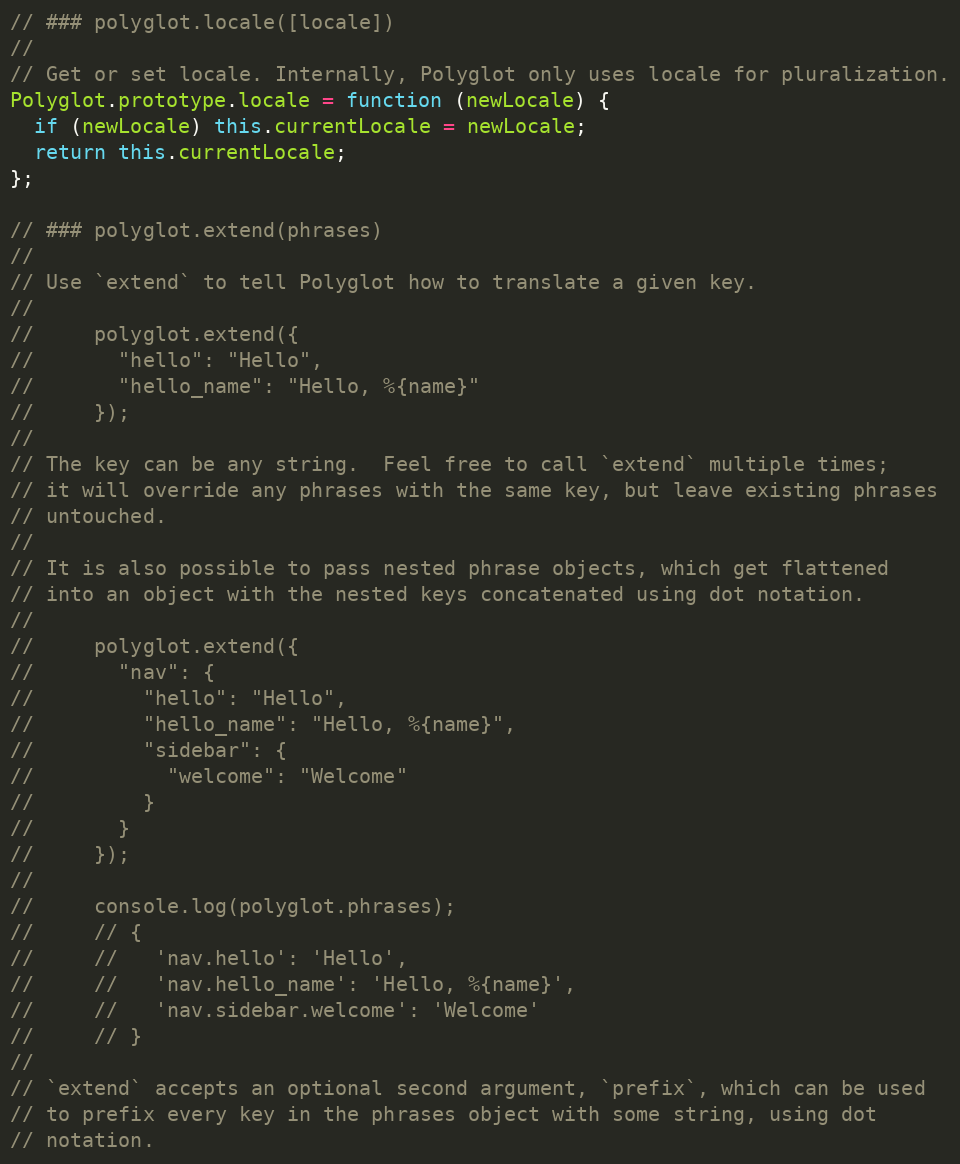 // ### polyglot.locale([locale])
//
// Get or set locale. Internally, Polyglot only uses locale for pluralization.
Polyglot.prototype.locale = function (newLocale) {
  if (newLocale) this.currentLocale = newLocale;
  return this.currentLocale;
};

// ### polyglot.extend(phrases)
//
// Use `extend` to tell Polyglot how to translate a given key.
//
//     polyglot.extend({
//       "hello": "Hello",
//       "hello_name": "Hello, %{name}"
//     });
//
// The key can be any string.  Feel free to call `extend` multiple times;
// it will override any phrases with the same key, but leave existing phrases
// untouched.
//
// It is also possible to pass nested phrase objects, which get flattened
// into an object with the nested keys concatenated using dot notation.
//
//     polyglot.extend({
//       "nav": {
//         "hello": "Hello",
//         "hello_name": "Hello, %{name}",
//         "sidebar": {
//           "welcome": "Welcome"
//         }
//       }
//     });
//
//     console.log(polyglot.phrases);
//     // {
//     //   'nav.hello': 'Hello',
//     //   'nav.hello_name': 'Hello, %{name}',
//     //   'nav.sidebar.welcome': 'Welcome'
//     // }
//
// `extend` accepts an optional second argument, `prefix`, which can be used
// to prefix every key in the phrases object with some string, using dot
// notation.